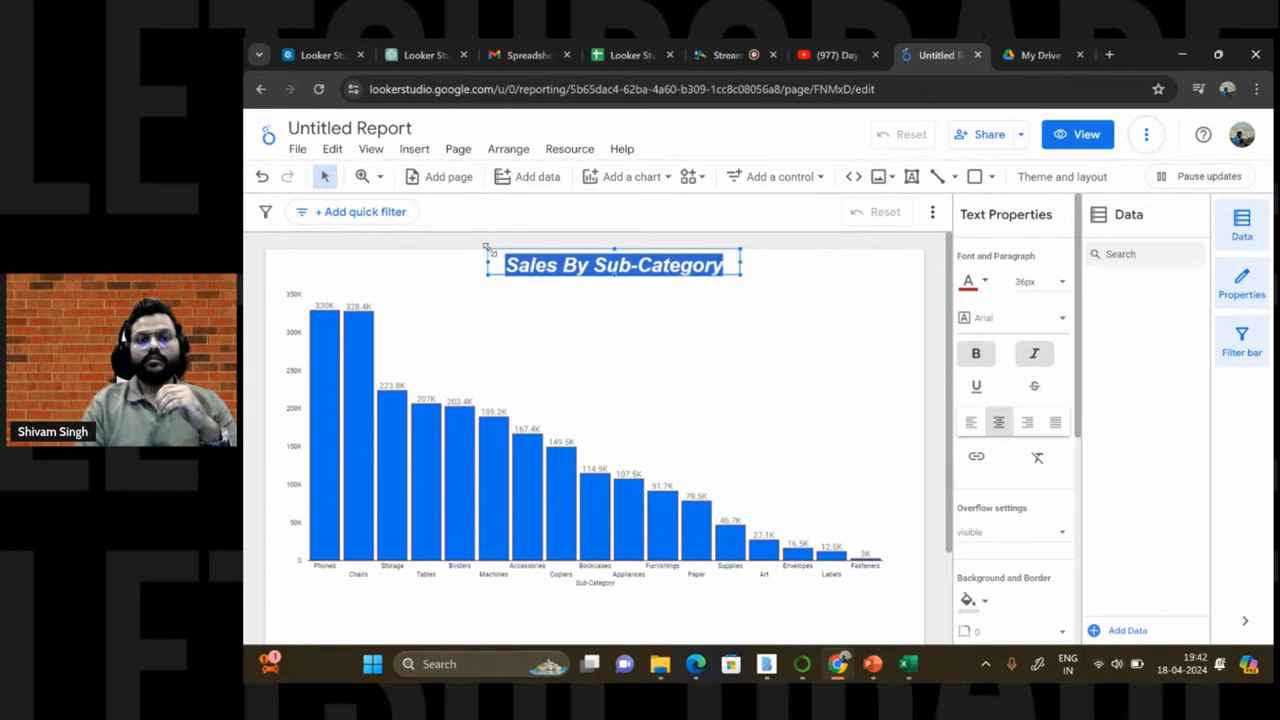 Looker Stu
Looker Stu
Spreadshe
Looker Stu
Stream
(977) Day
Untitled R
My Drive
lookerstudio.google.com/u/0/reporting/5b65dac4-62ba-4a60-b309-1cc8c08056a8/page/FNMxD/edit
Untitled Report
Reset
Share
View
File Edit View Insert Page Arrange Resource Help
Add page
Add data
Add a chart
Add a control
Theme and layout
Pause updates
+ Add quick filter
Reset
Text Properties
Data
Data
Properties
Filter bar
Search
Font and Paragraph
A
36px
Arial
B
I
U
S
Overflow settings
visible
Background and Border
0
Add Data
Sales By Sub-Category
350K
300K
250K
200K
150K
100K
50K
0
330K
328.4K
223.8K
207K
203.4K
189.2K
167.4K
149.5K
114.9K
107.5K
91.7K
78.5K
46.7K
27.1K
16.5K
12.5K
3K
Phones
Chairs
Storage
Tables
Binders
Machines
Accessories
Copiers
Bookcases
Appliances
Furnishings
Paper
Supplies
Art
Envelopes
Labels
Fasteners
Sub-Category
Shivam Singh
1
Search
ENG
IN
19:42
18-04-2024